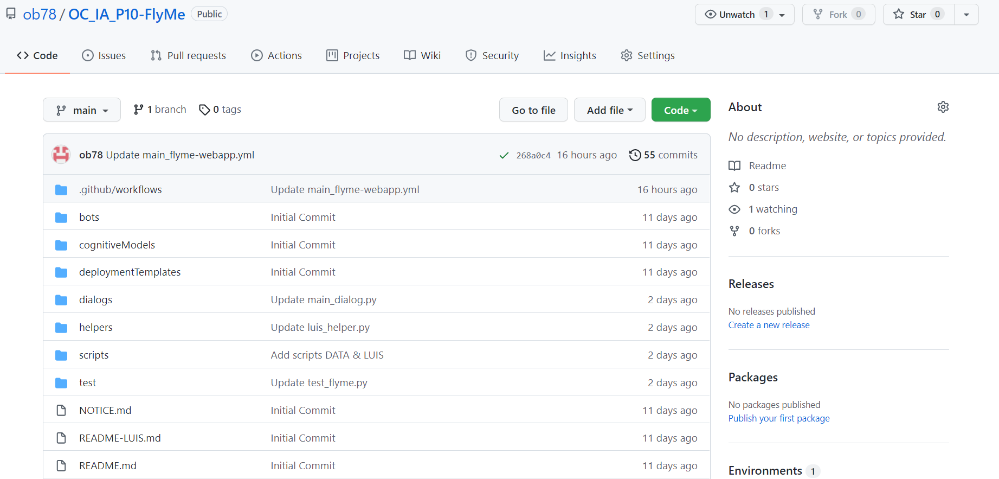 ob78 / OC_IA_P10-FlyMe Public
Unwatch 1
Fork 0
Star 0
Code
Issues
Pull requests
Actions
Projects
Wiki
Security
Insights
Settings
main
1 branch
0 tags
Go to file
Add file
Code
ob78 Update main_flyme-webapp.yml 268a0c4 16 hours ago 55 commits
.github/workflows Update main_flyme-webapp.yml 16 hours ago
bots Initial Commit 11 days ago
cognitiveModels Initial Commit 11 days ago
deploymentTemplates Initial Commit 11 days ago
dialogs Update main_dialog.py 2 days ago
helpers Update luis_helper.py 2 days ago
scripts Add scripts DATA & LUIS 2 days ago
test Update test_flyme.py 2 days ago
NOTICE.md Initial Commit 11 days ago
README-LUIS.md Initial Commit 11 days ago
README.md Initial Commit 11 days ago
About
No description, website, or topics provided.
Readme
0 stars
1 watching
0 forks
Releases
No releases published
Create a new release
Packages
No packages published
Publish your first package
Environments 1